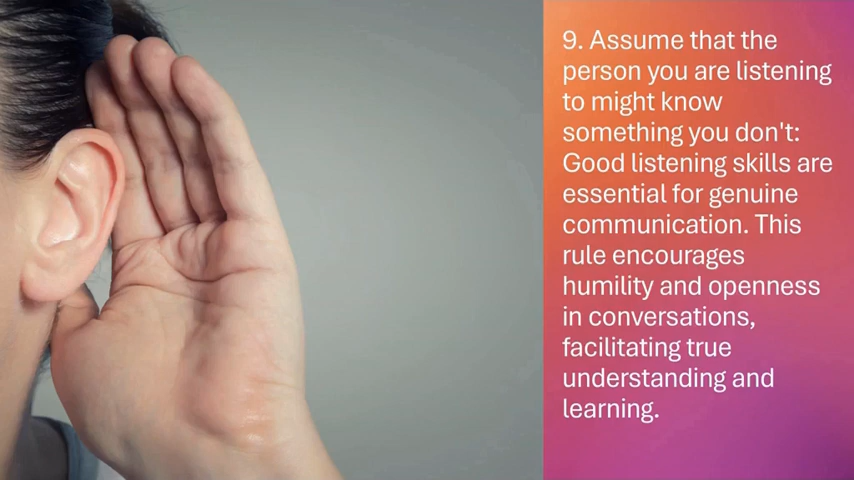 9. Assume that the
person you are listening
to might know
something you don't:
Good listening skills are
essential for genuine
communication. This
rule encourages
humility and openness
in conversations,
facilitating true
understanding and
learning.